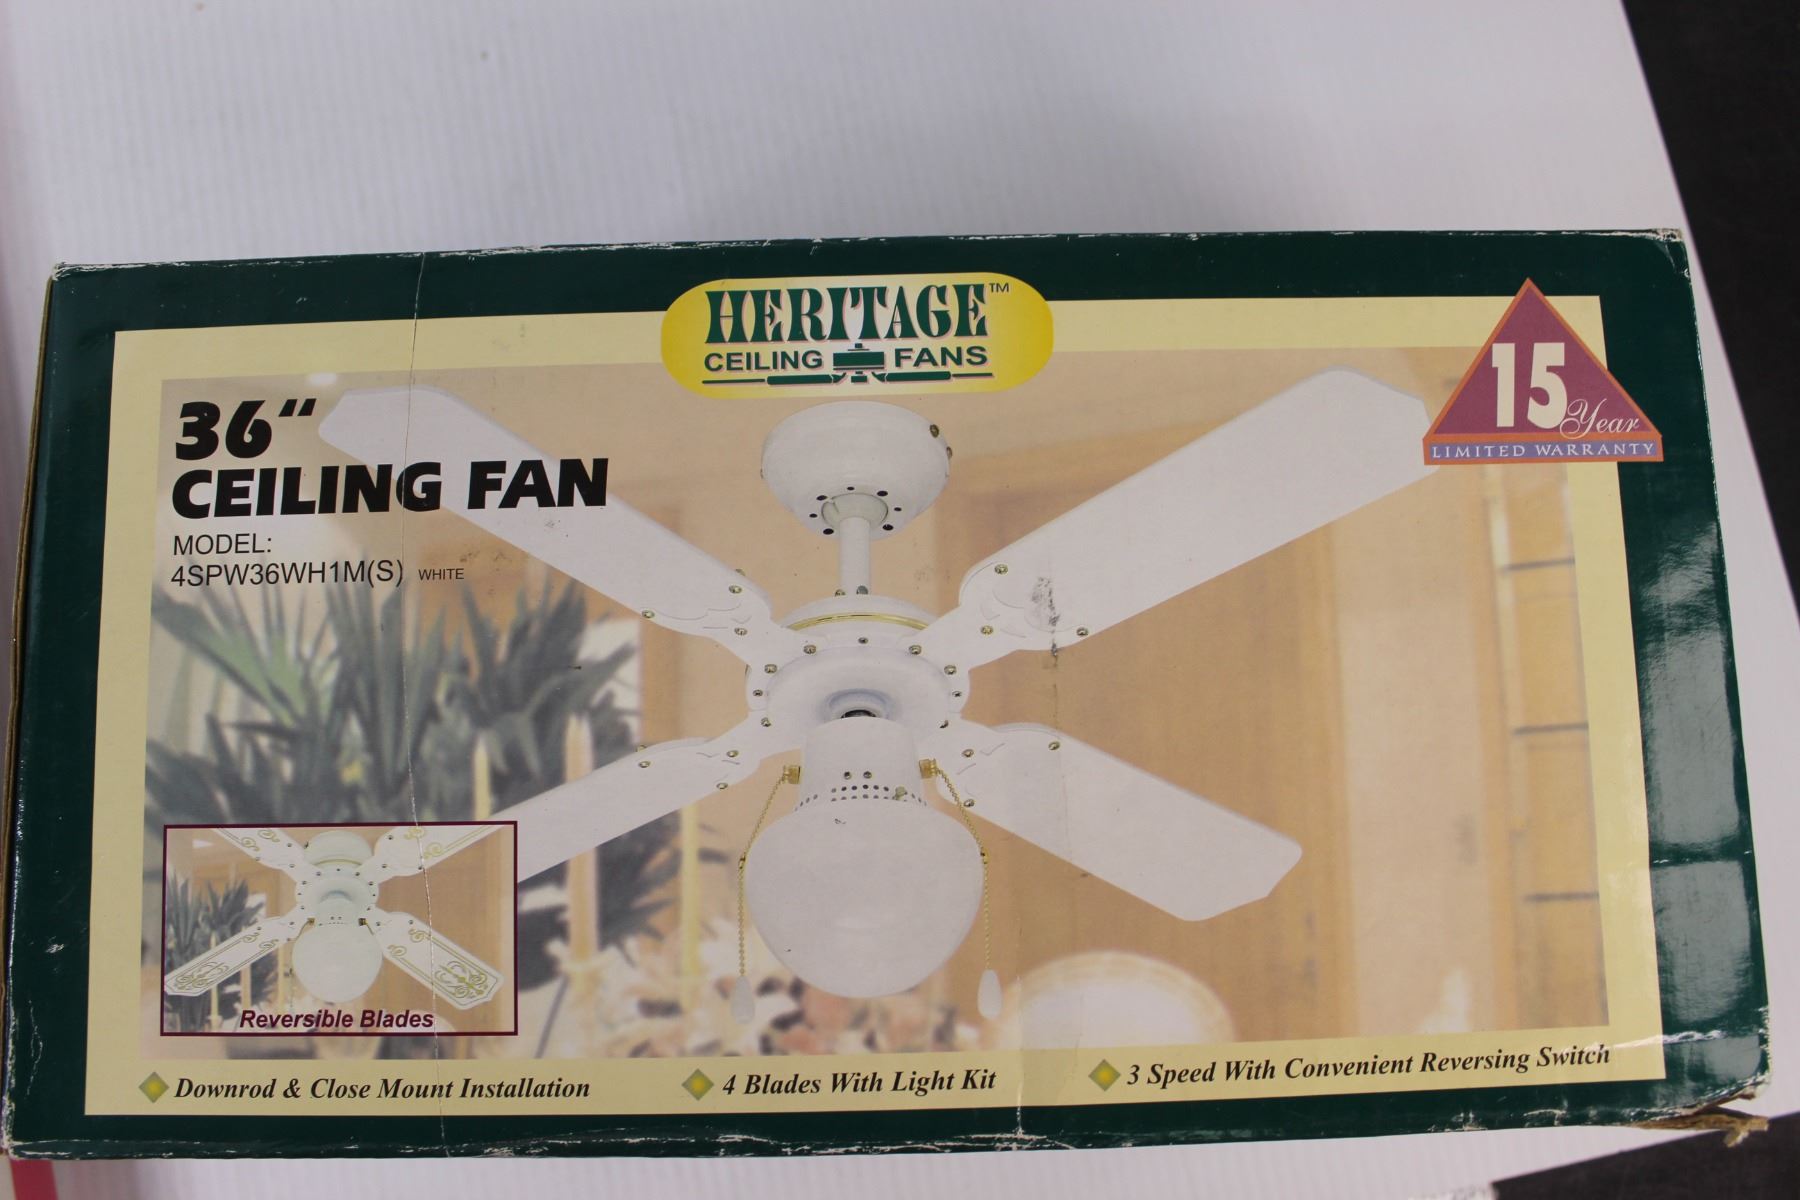 HERITAGE™
CEILING FANS
15 Year
LIMITED WARRANTY
36“
CEILING FAN
MODEL:
4SPW36WH1M(S) WHITE
Reversible Blades
Downrod & Close Mount Installation
4 Blades With Light Kit
3 Speed With Convenient Reversing Switch